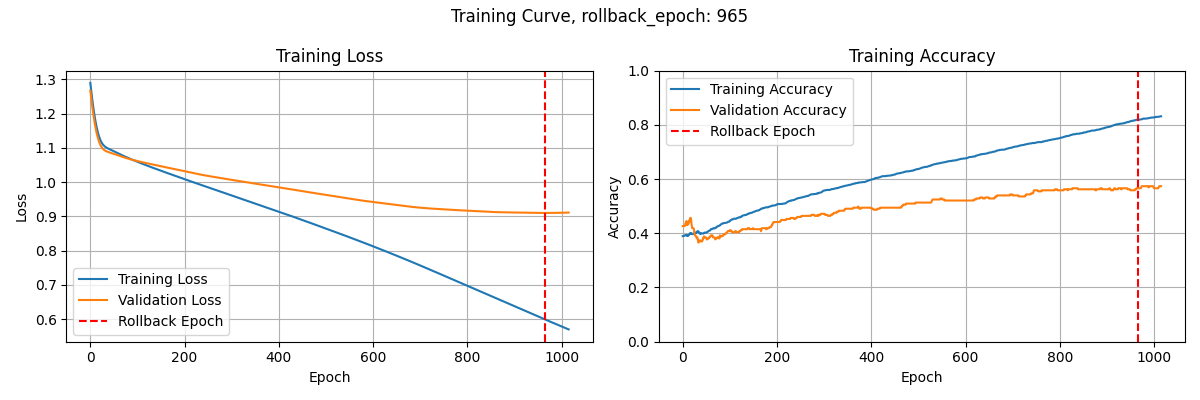 Training Curve, rollback_epoch: 965
Training Loss
Loss
1.3
1.2
1.1
1.0
0.9
0.8
0.7
0.6
Training Loss
Validation Loss
Rollback Epoch
0 200 400 600 800 1000
Epoch
Training Accuracy
Accuracy
1.0
0.8
0.6
0.4
0.2
0.0
Training Accuracy
Validation Accuracy
Rollback Epoch
0 200 400 600 800 1000
Epoch